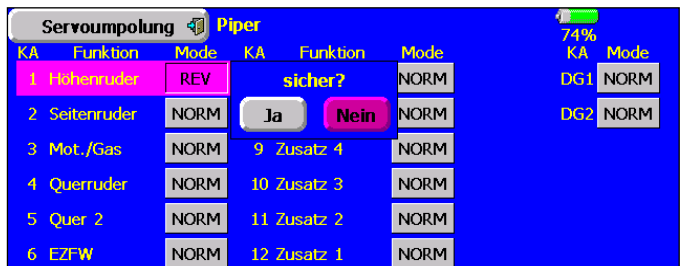 Servoumpolung Piper 74%
KA Funktion Mode KA Funktion Mode KA Mode
1 Höhenruder REV sicher? NORM DG1 NORM
2 Seitenruder NORM Ja Nein NORM DG2 NORM
3 Mot./Gas NORM 9 Zusatz 4 NORM
4 Querruder NORM 10 Zusatz 3 NORM
5 Quer 2 NORM 11 Zusatz 2 NORM
6 EZFW NORM 12 Zusatz 1 NORM